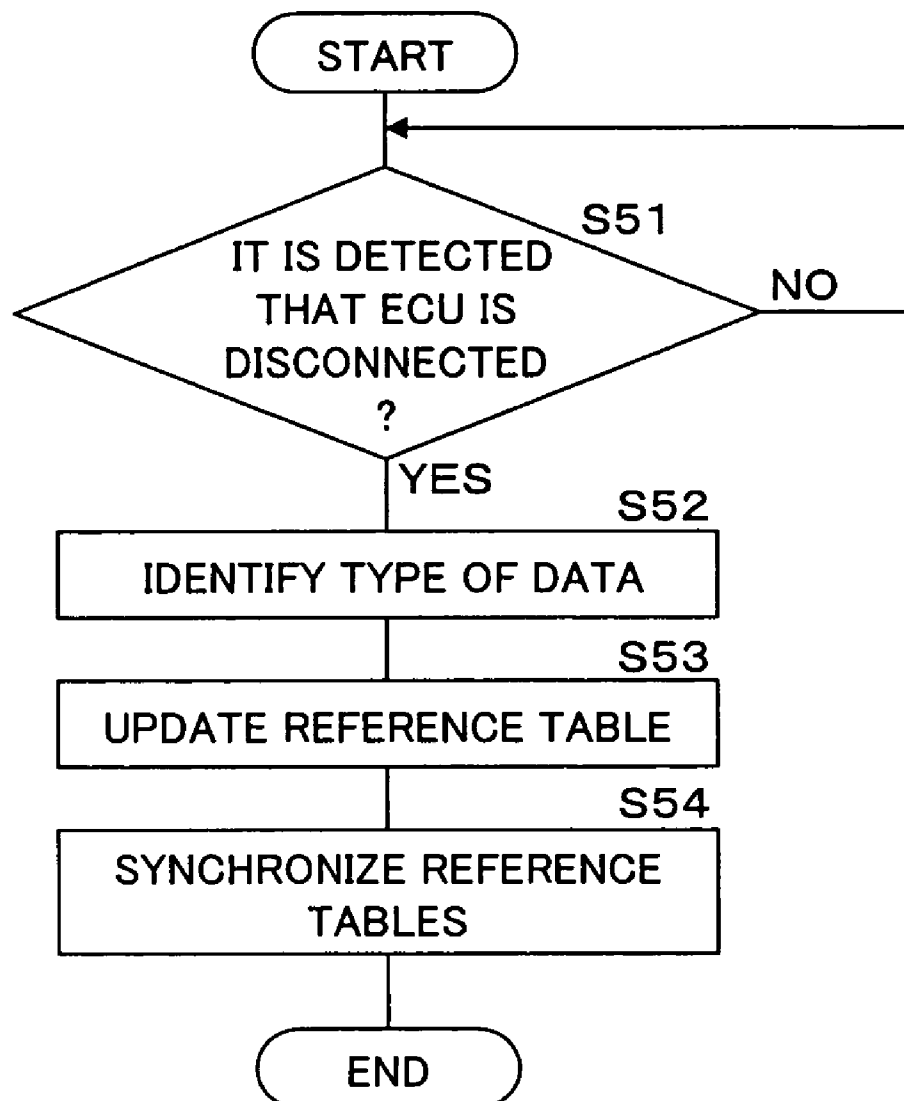 START
S51
IT IS DETECTED
THAT ECU IS
DISCONNECTED
?
NO
YES
S52
IDENTIFY TYPE OF DATA
S53
UPDATE REFERENCE TABLE
S54
SYNCHRONIZE REFERENCE
TABLES
END